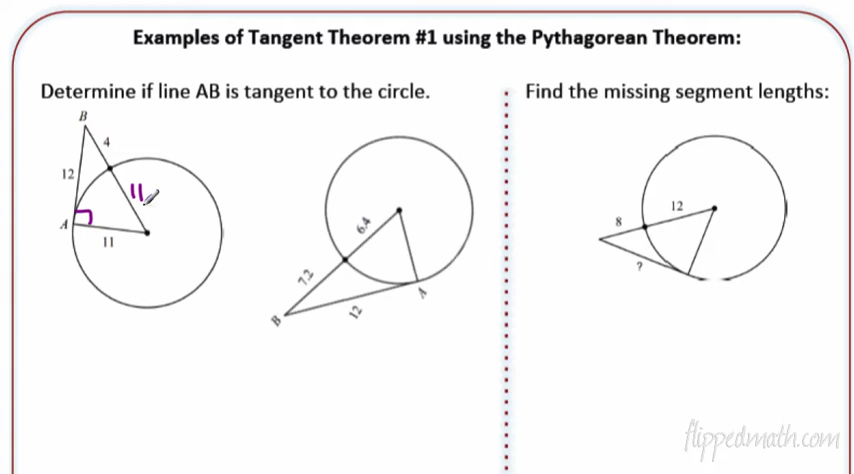 Examples of Tangent Theorem #1 using the Pythagorean Theorem:
Determine if line AB is tangent to the circle.
Find the missing segment lengths:
B
4
12
11
A
11
6.4
7.2
B
12
A
12
8
?
flippedmath.com